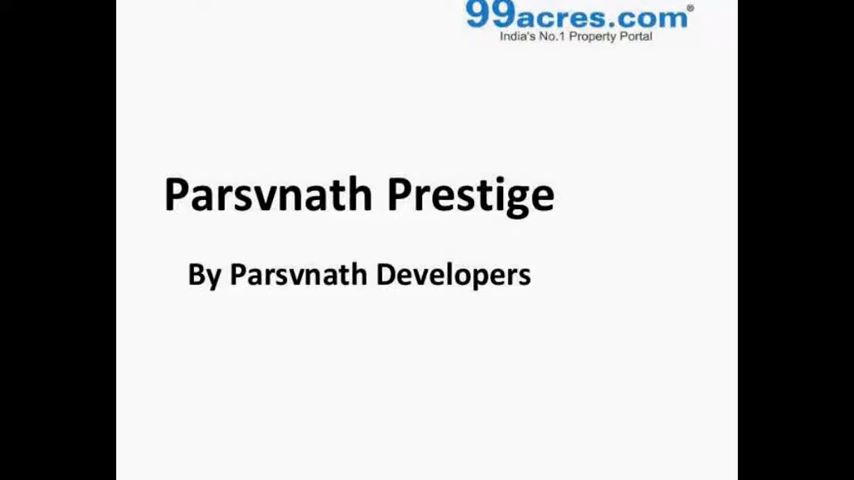 99acres.com®
India's No.1 Property Portal
Parsvnath Prestige
By Parsvnath Developers